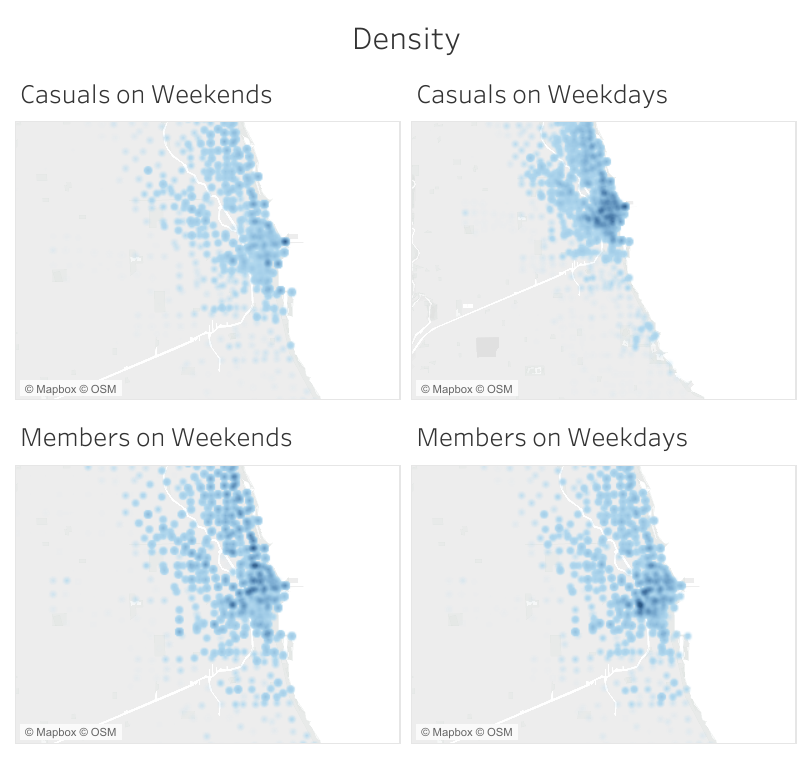 Density
Casuals on Weekends
Casuals on Weekdays
© Mapbox © OSM
© Mapbox © OSM
Members on Weekends
Members on Weekdays
© Mapbox © OSM
© Mapbox © OSM